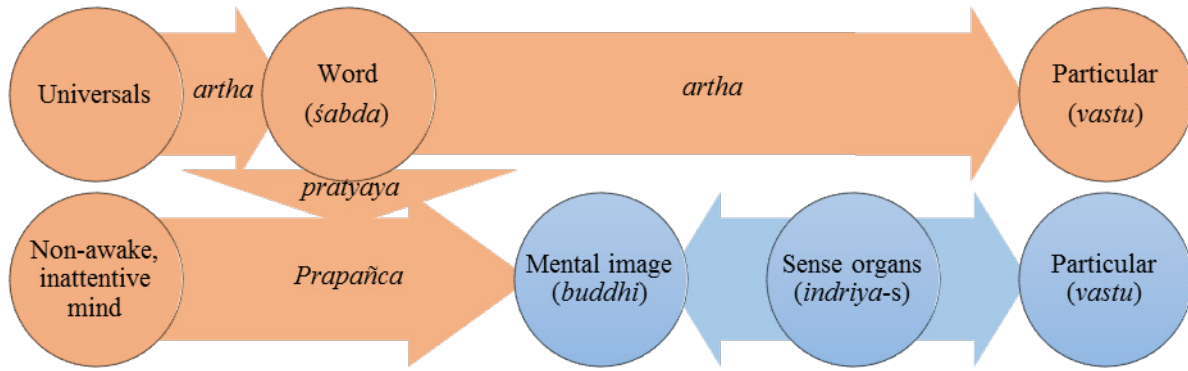 Universals
artha
Word
(śabda)
artha
Particular
(vastu)
pratyaya
Non-awake,
inattentive
mind
Prapañca
Mental image
(buddhi)
Sense organs
(indriya-s)
Particular
(vastu)